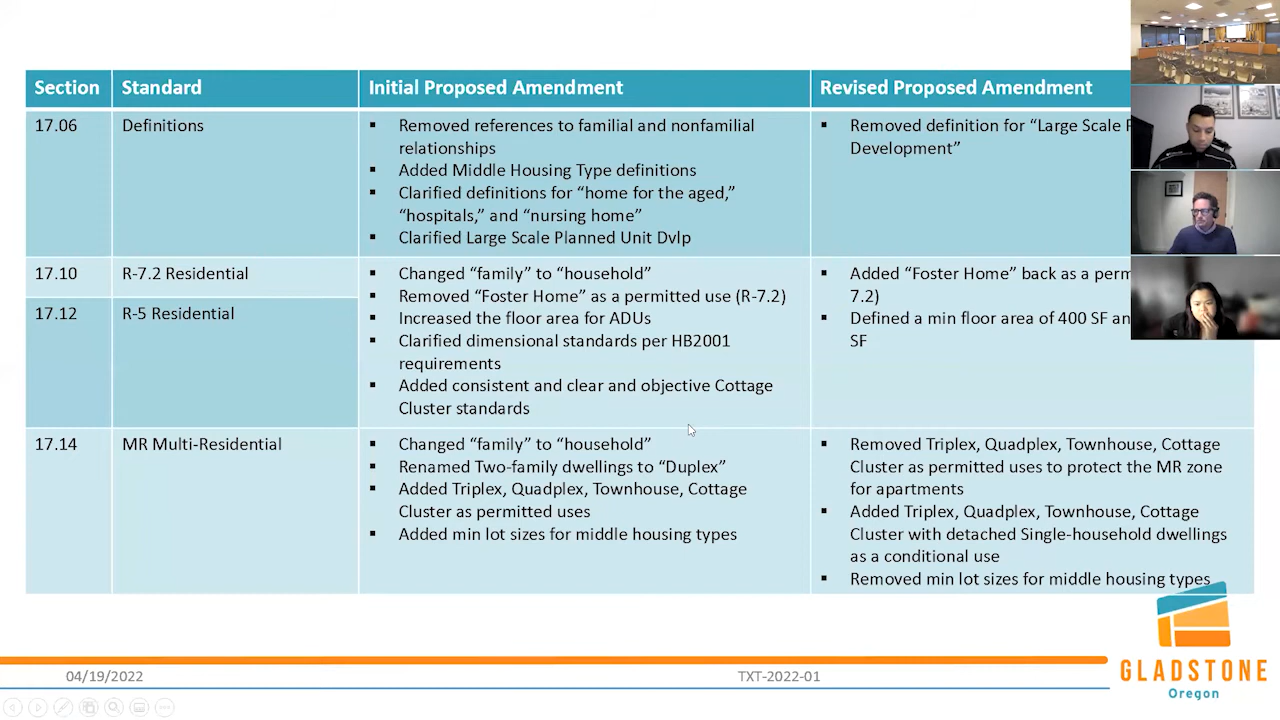 Section Standard Initial Proposed Amendment Revised Proposed Amendment
17.06 Definitions
▪ Removed references to familial and nonfamilial
relationships
▪ Added Middle Housing Type definitions
▪ Clarified definitions for “home for the aged,”
“hospitals,” and “nursing home”
▪ Clarified Large Scale Planned Unit Dvlp
▪ Removed definition for “Large Scale
Development”
17.10 R-7.2 Residential
17.12 R-5 Residential
▪ Changed “family” to “household”
▪ Removed “Foster Home” as a permitted use (R-7.2)
▪ Increased the floor area for ADUs
▪ Clarified dimensional standards per HB2001
requirements
▪ Added consistent and clear and objective Cottage
Cluster standards
▪ Added “Foster Home” back as a
7.2)
▪ Defined a min floor area of 400 SF
SF
17.14 MR Multi-Residential
▪ Changed “family” to “household”
▪ Renamed Two-family dwellings to “Duplex”
▪ Added Triplex, Quadplex, Townhouse, Cottage
Cluster as permitted uses
▪ Added min lot sizes for middle housing types
▪ Removed Triplex, Quadplex, Townhouse, Cottage
Cluster as permitted uses to protect the MR zone
for apartments
▪ Added Triplex, Quadplex, Townhouse, Cottage
Cluster with detached Single-household dwellings
as a conditional use
▪ Removed min lot sizes for middle housing types
04/19/2022 TXT-2022-01
GLADSTONE
Oregon